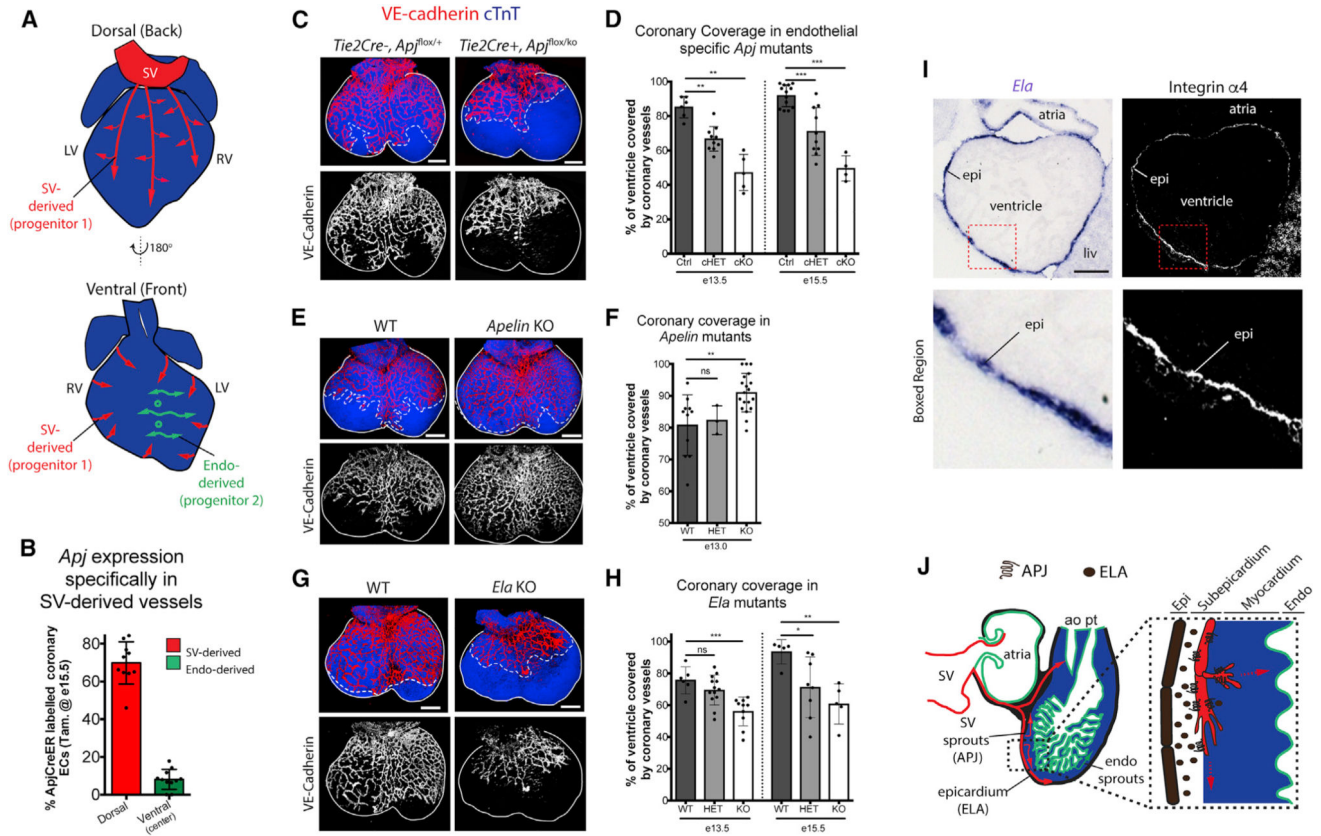 A
Dorsal (Back)
SV
LV
RV
SV-
derived
(progenitor 1)
180º
Ventral (Front)
RV
LV
SV-
derived
(progenitor 1)
Endo-
derived
(progenitor 2)
B
Apj expression
specifically in
SV-derived vessels
% ApjCreER labelled coronary
ECs (Tam. @ e15.5)
80
60
40
20
0
SV-derived
Endo-derived
Dorsal
Ventral
(center)
C
VE-cadherin cTnT
Tie2Cre-, Apjflox/+
Tie2Cre+, Apjflox/ko
VE-Cadherin
D
Coronary Coverage in endothelial
specific Apj mutants
% of ventricle covered
by coronary vessels
100
80
60
40
20
0
**
**
***
***
Ctrl
cHET
cKO
Ctrl
cHET
cKO
e13.5
e15.5
E
WT
Apelin KO
VE-Cadherin
F
Coronary coverage in
Apelin mutants
% of ventricle covered
by coronary vessels
100
90
80
70
60
50
**
ns
WT
HET
KO
e13.0
G
WT
Ela KO
VE-Cadherin
H
Coronary coverage in
Ela mutants
% of ventricle covered
by coronary vessels
100
80
60
40
20
0
***
ns
**
*
WT
HET
KO
WT
HET
KO
e13.5
e15.5
I
Ela
Integrin α4
atria
epi
ventricle
liv
atria
epi
ventricle
Boxed Region
epi
epi
J
APJ
ELA
Epi
Subepicardium
Myocardium
Endo
ao pt
atria
SV
SV
sprouts
(APJ)
endo
sprouts
epicardium
(ELA)